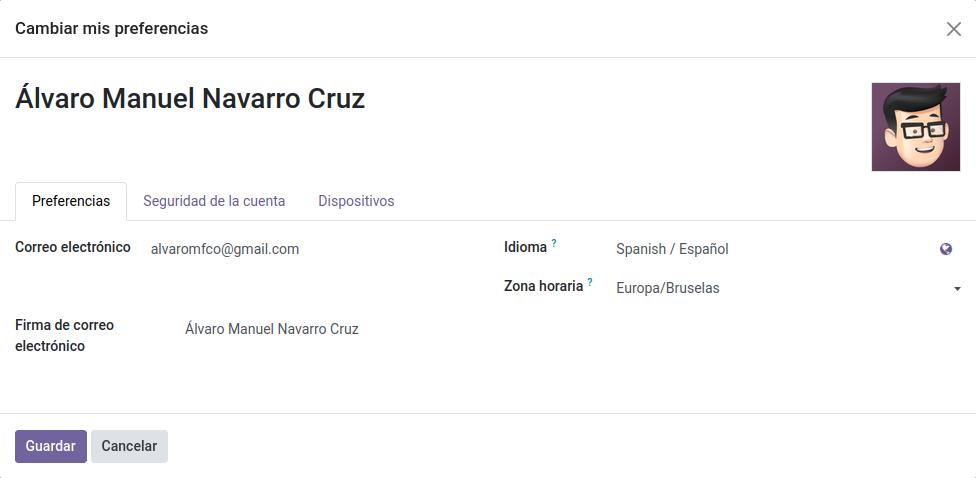 Cambiar mis preferencias
Álvaro Manuel Navarro Cruz
Preferencias Seguridad de la cuenta Dispositivos
Correo electrónico alvaromfco@gmail.com
Idioma ? Spanish / Español
Zona horaria ? Europa/Bruselas
Firma de correo
electrónico
Álvaro Manuel Navarro Cruz
Guardar Cancelar